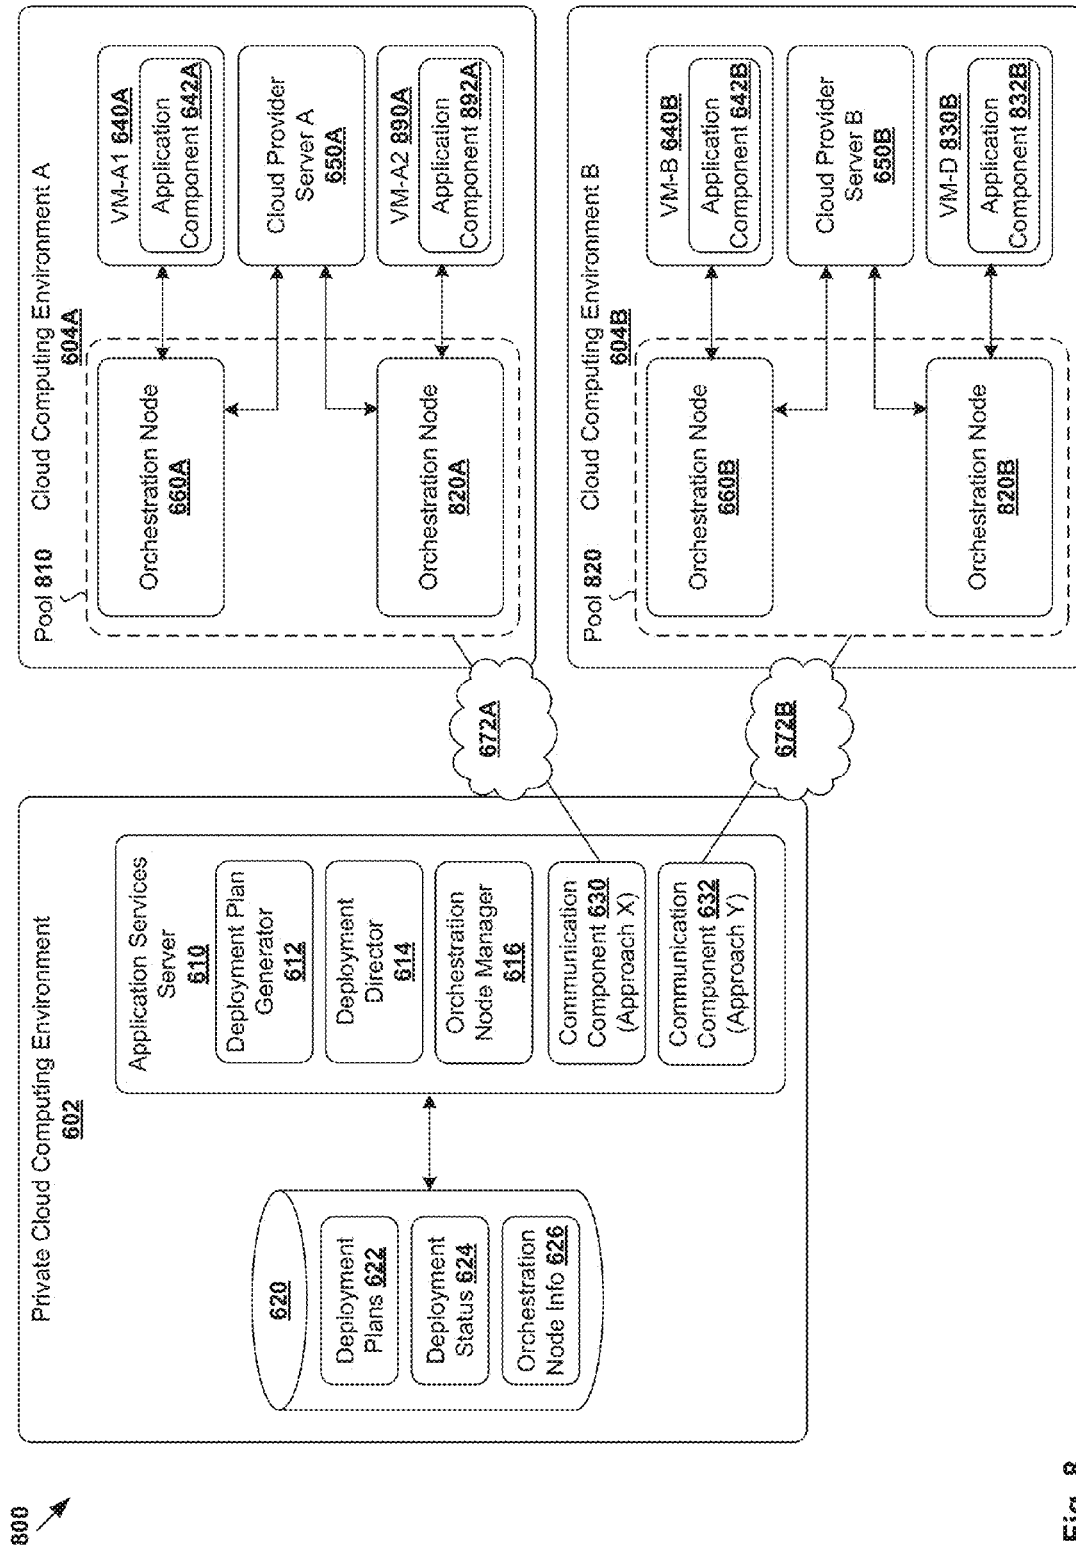 800
Private Cloud Computing Environment
602
620
Deployment
Plans 622
Deployment
Status 624
Orchestration
Node Info 626
Application Services
Server
610
Deployment Plan
Generator
612
Deployment
Director
614
Orchestration
Node Manager
616
Communication
Component 630
(Approach X)
Communication
Component 632
(Approach Y)
672A
672B
Pool 810
Cloud Computing Environment A
604A
Orchestration Node
660A
Orchestration Node
820A
VM-A1 640A
Application
Component 642A
Cloud Provider
Server A
650A
VM-A2 890A
Application
Component 892A
Pool 820
Cloud Computing Environment B
604B
Orchestration Node
660B
Orchestration Node
820B
VM-B 640B
Application
Component 642B
Cloud Provider
Server B
650B
VM-D 830B
Application
Component 832B
Fig. 8